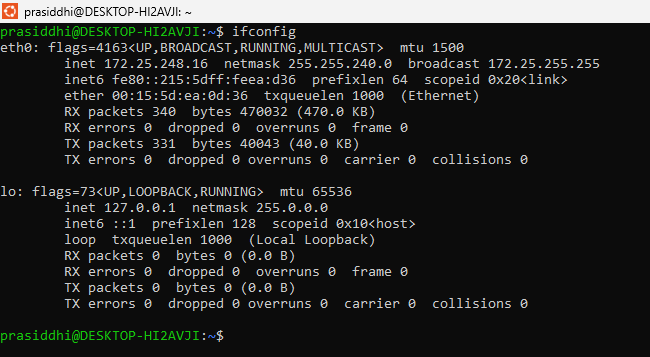 prasiddhi@DESKTOP-HI2AVJI: ~
prasiddhi@DESKTOP-HI2AVJI:~$ ifconfig
eth0: flags=4163<UP,BROADCAST,RUNNING,MULTICAST>  mtu 1500
        inet 172.25.248.16  netmask 255.255.240.0  broadcast 172.25.255.255
        inet6 fe80::215:5dff:feea:d36  prefixlen 64  scopeid 0x20<link>
        ether 00:15:5d:ea:0d:36  txqueuelen 1000  (Ethernet)
        RX packets 340  bytes 470032 (470.0 KB)
        RX errors 0  dropped 0  overruns 0  frame 0
        TX packets 331  bytes 40043 (40.0 KB)
        TX errors 0  dropped 0 overruns 0  carrier 0  collisions 0
lo: flags=73<UP,LOOPBACK,RUNNING>  mtu 65536
        inet 127.0.0.1  netmask 255.0.0.0
        inet6 ::1  prefixlen 128  scopeid 0x10<host>
        loop  txqueuelen 1000  (Local Loopback)
        RX packets 0  bytes 0 (0.0 B)
        RX errors 0  dropped 0  overruns 0  frame 0
        TX packets 0  bytes 0 (0.0 B)
        TX errors 0  dropped 0 overruns 0  carrier 0  collisions 0
prasiddhi@DESKTOP-HI2AVJI:~$